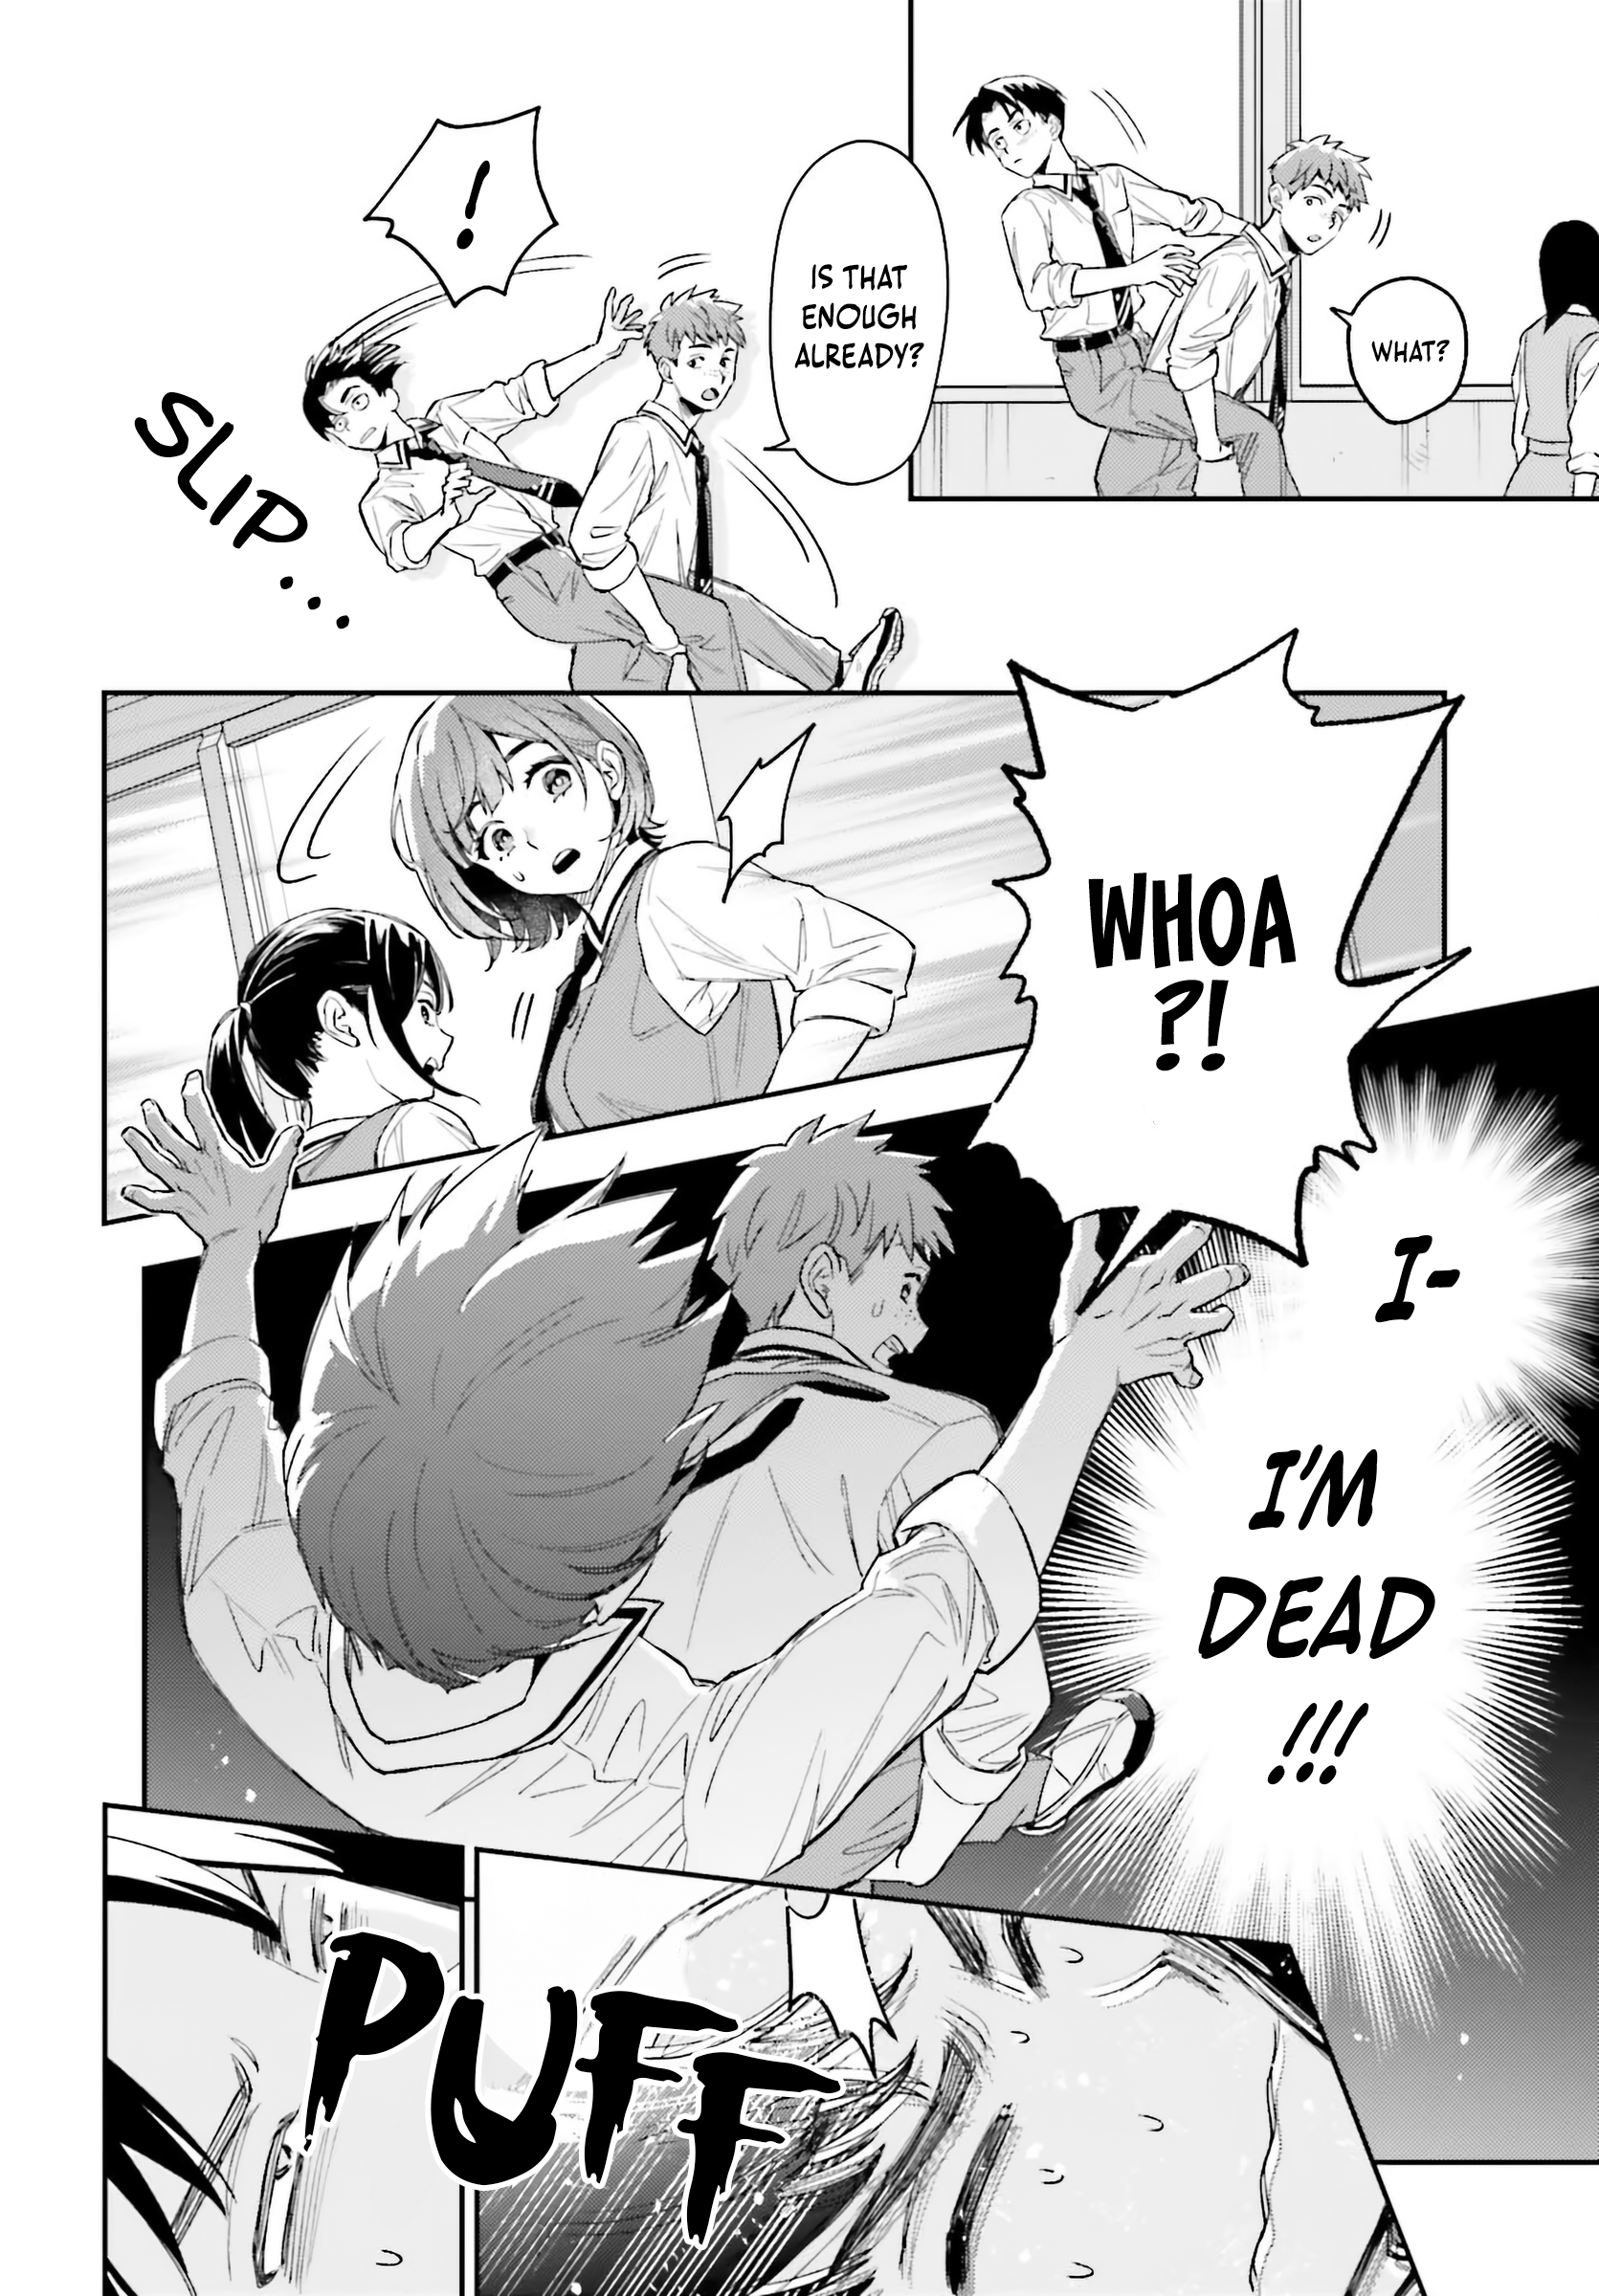 WHAT?
IS THAT
ENOUGH
ALREADY?
!
SLIP...
WHOA
?!
I-
I'M
DEAD
!!!
PUFF